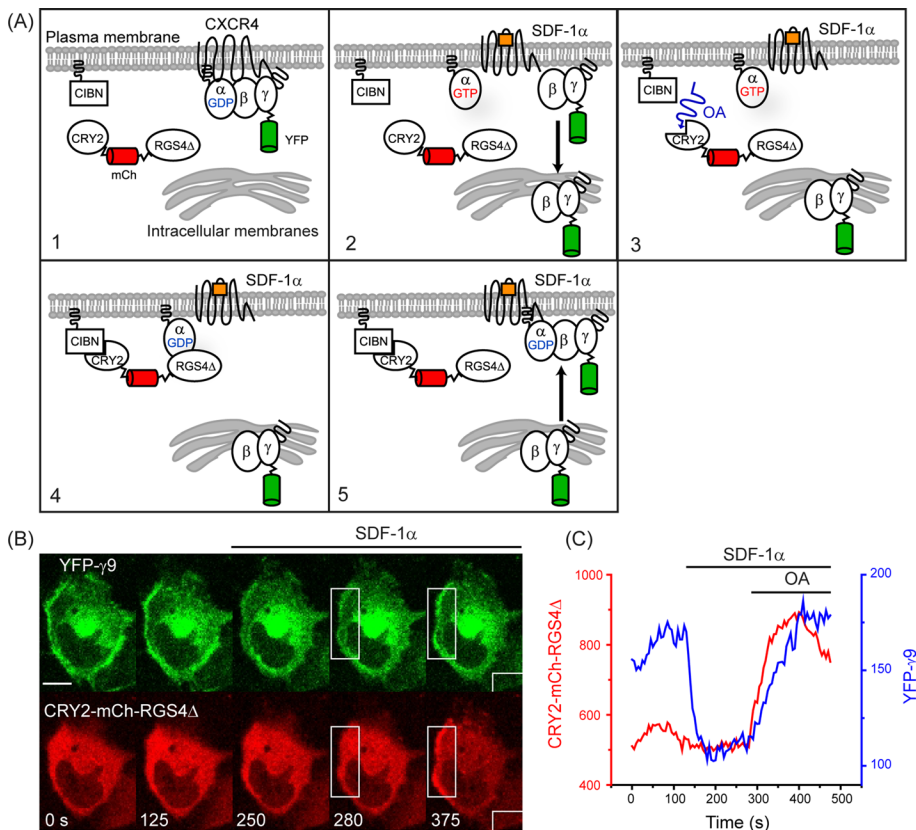 (A)
Plasma membrane
CXCR4
CIBN
α
GDP
β
γ
YFP
CRY2
mCh
RGS4Δ
Intracellular membranes
1
SDF-1α
CIBN
α
GTP
β
γ
CRY2
RGS4Δ
β
γ
2
SDF-1α
CIBN
α
GTP
OA
CRY2
RGS4Δ
β
γ
3
SDF-1α
CIBN
α
GDP
CRY2
RGS4Δ
β
γ
4
SDF-1α
CIBN
α
GDP
β
γ
CRY2
RGS4Δ
β
γ
5
(B)
SDF-1α
YFP-γ9
CRY2-mCh-RGS4Δ
0 s
125
250
280
375
(C)
SDF-1α
OA
CRY2-mCh-RGS4Δ
1000
800
600
400
YFP-γ9
200
150
100
0 100 200 300 400 500
Time (s)